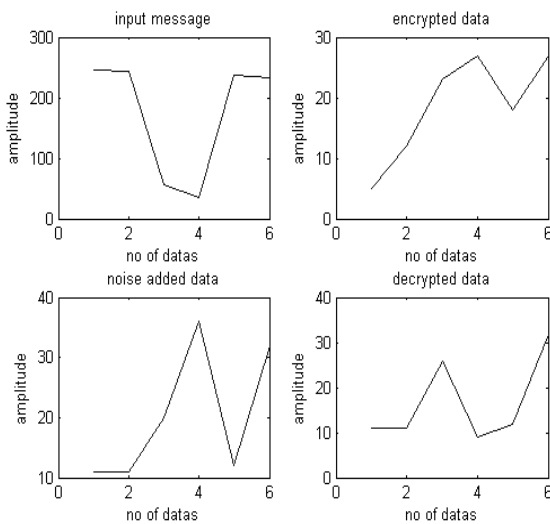 input message
300
200
100
0
amplitude
0 2 4 6
no of datas
encrypted data
30
20
10
0
amplitude
0 2 4 6
no of datas
noise added data
40
30
20
10
amplitude
0 2 4 6
no of datas
decrypted data
40
30
20
10
0
amplitude
0 2 4 6
no of datas